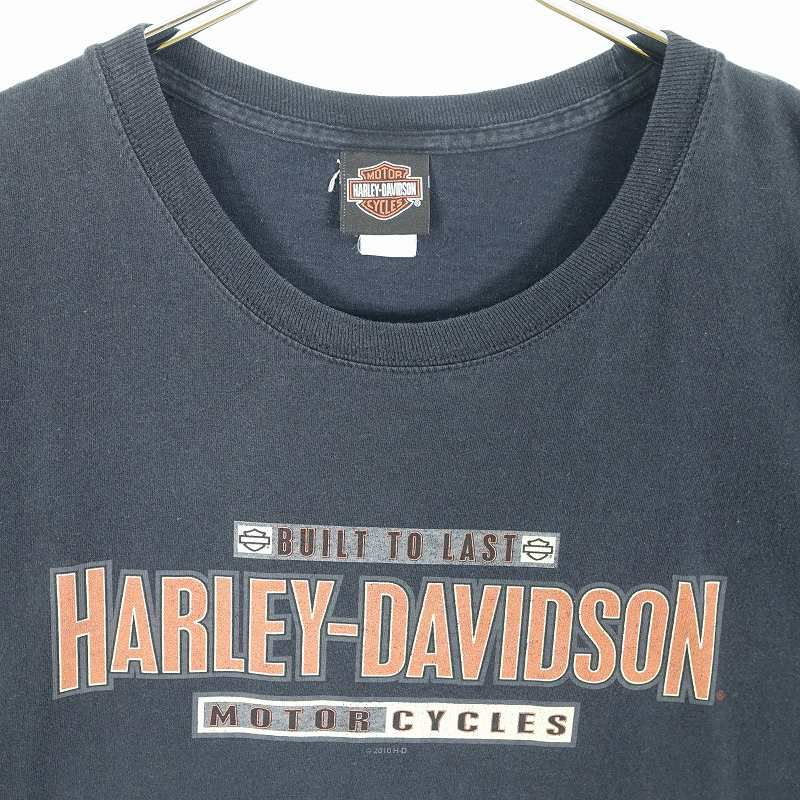 MOTOR
HARLEY-DAVIDSON
CYCLES®
BUILT TO LAST
HARLEY-DAVIDSON®
MOTOR CYCLES
© 2010 H-D